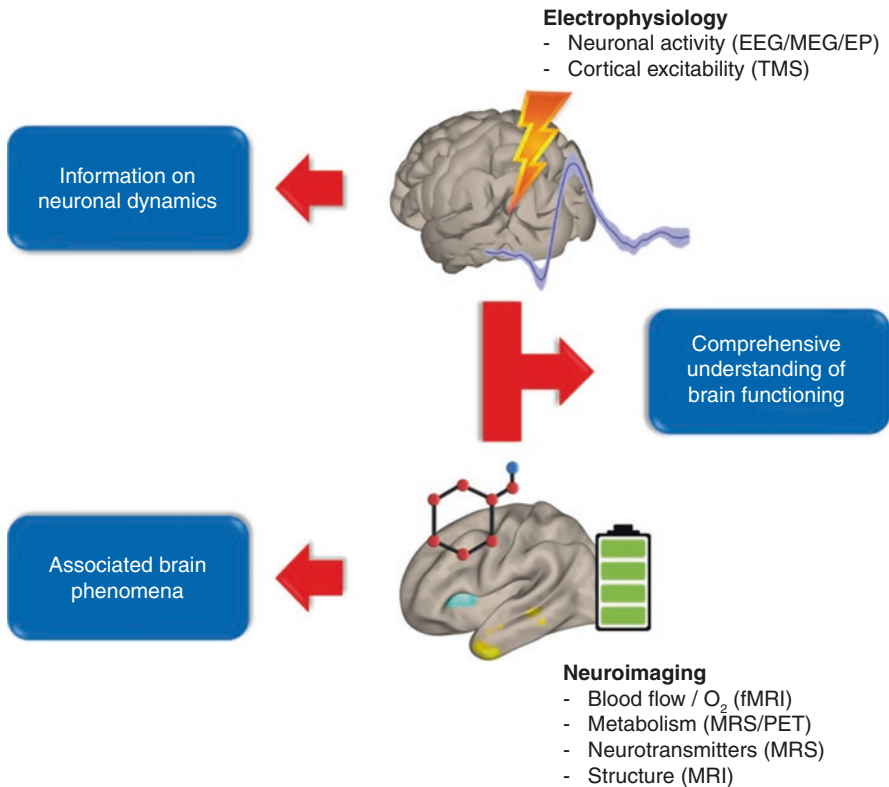 Electrophysiology
- Neuronal activity (EEG/MEG/EP)
- Cortical excitability (TMS)
Information on
neuronal dynamics
Comprehensive
understanding of
brain functioning
Associated brain
phenomena
Neuroimaging
- Blood flow / O₂ (fMRI)
- Metabolism (MRS/PET)
- Neurotransmitters (MRS)
- Structure (MRI)